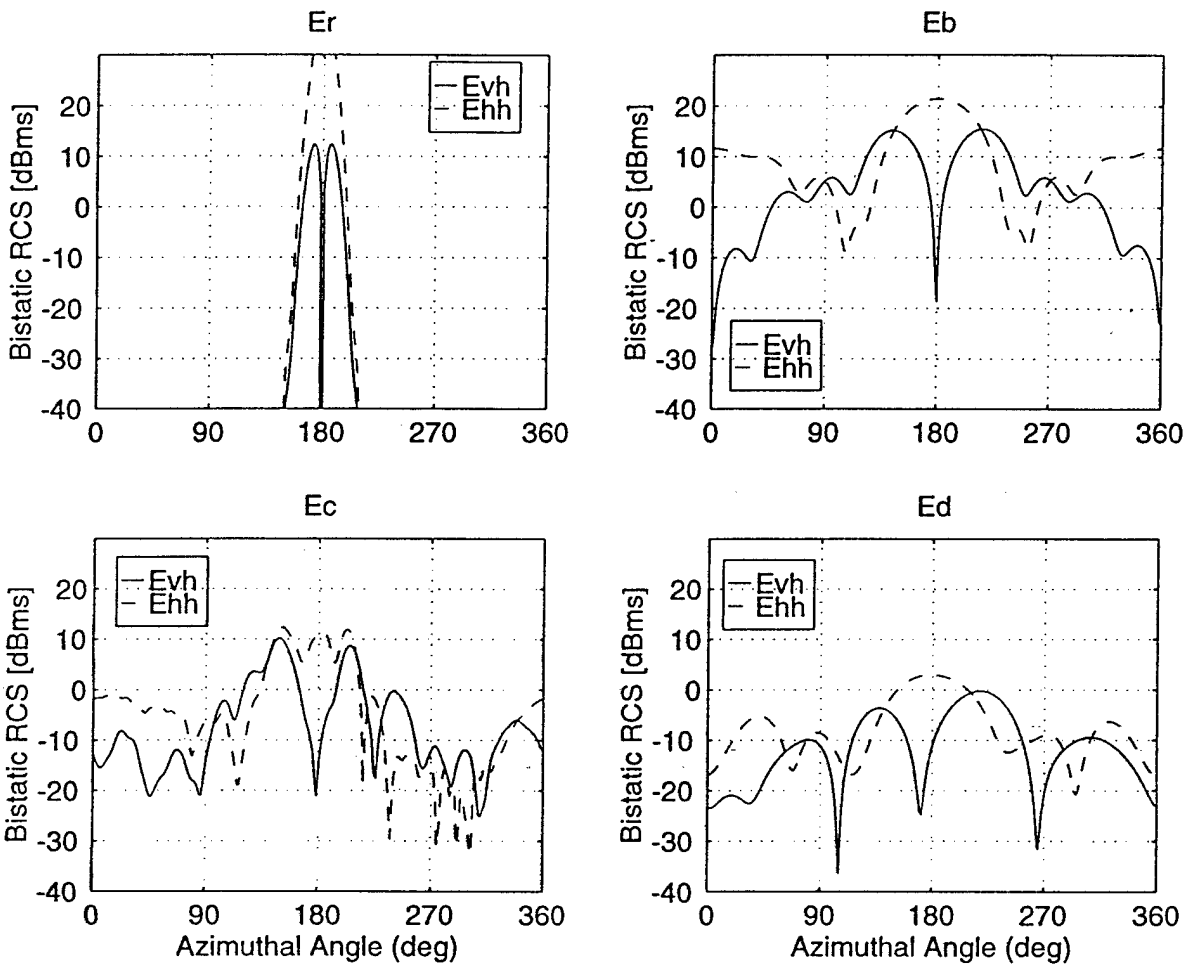 Er
Bistatic RCS [dBms]
20
10
0
-10
-20
-30
-40
0 90 180 270 360
Evh
Ehh
Eb
Bistatic RCS [dBms]
20
10
0
-10
-20
-30
-40
0 90 180 270 360
Evh
Ehh
Ec
Bistatic RCS [dBms]
20
10
0
-10
-20
-30
-40
0 90 180 270 360
Azimuthal Angle (deg)
Evh
Ehh
Ed
Bistatic RCS [dBms]
20
10
0
-10
-20
-30
-40
0 90 180 270 360
Azimuthal Angle (deg)
Evh
Ehh